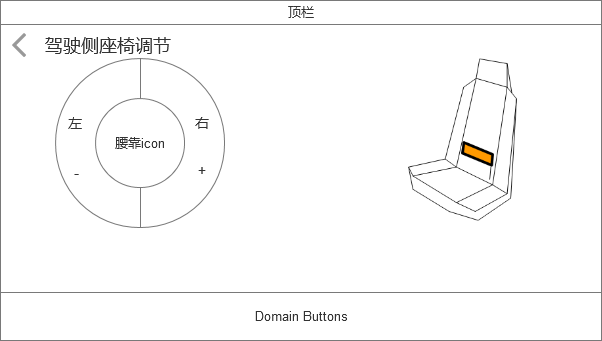 顶栏
驾驶侧座椅调节
左
右
腰靠icon
-
+
Domain Buttons